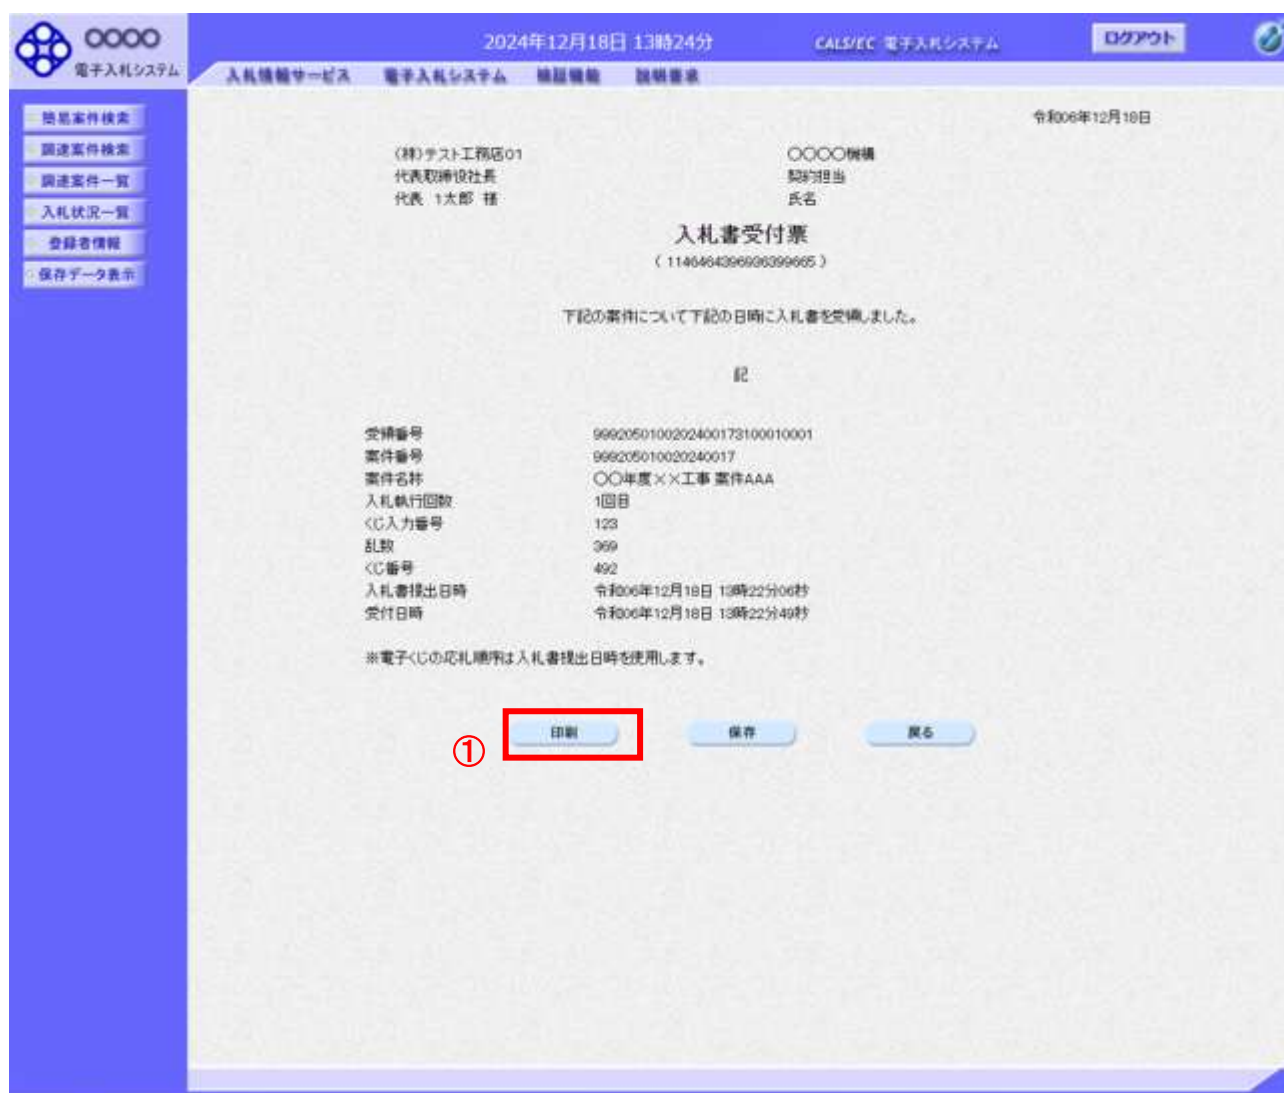 OOOO
電子入札システム
2024年12月18日 13時24分
CALS/EC 電子入札システム
ログアウト
入札情報サービス 電子入札システム 検証機能 説明要求
簡易案件検索
調達案件検索
調達案件一覧
入札状況一覧
登録者情報
保存データ表示
令和06年12月18日
(株)テスト工務店01
代表取締役社長
代表 1太郎 様
〇〇〇〇機構
契約担当
氏名
入札書受付票
( 1146464396936399665 )
下記の案件について下記の日時に入札書を受領しました。
記
受領番号 9992050100202400173100010001
案件番号 999205010020240017
案件名称 〇〇年度××工事 案件AAA
入札執行回数 1回目
くじ入力番号 123
乱数 369
くじ番号 492
入札書提出日時 令和06年12月18日 13時22分06秒
受付日時 令和06年12月18日 13時22分49秒
※電子くじの応札順序は入札書提出日時を使用します。
① 印刷 保存 戻る